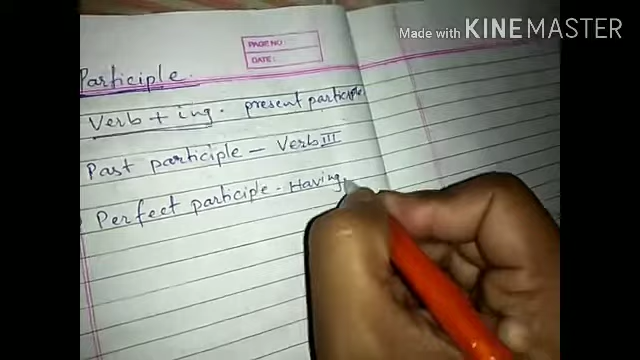 Made with KINEMASTER
PAGE NO :
DATE :
Participle.
Verb + ing . present participle
Past participle - Verb III
Perfect participle - Having